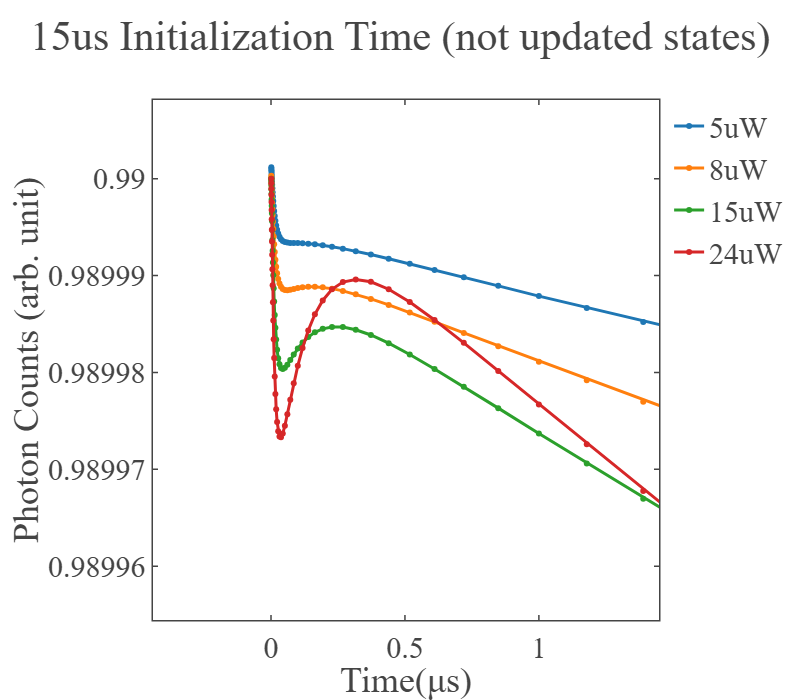 15us Initialization Time (not updated states)
5uW
8uW
15uW
24uW
Photon Counts (arb. unit)
0.99
0.98999
0.98998
0.98997
0.98996
0
0.5
1
Time(μs)